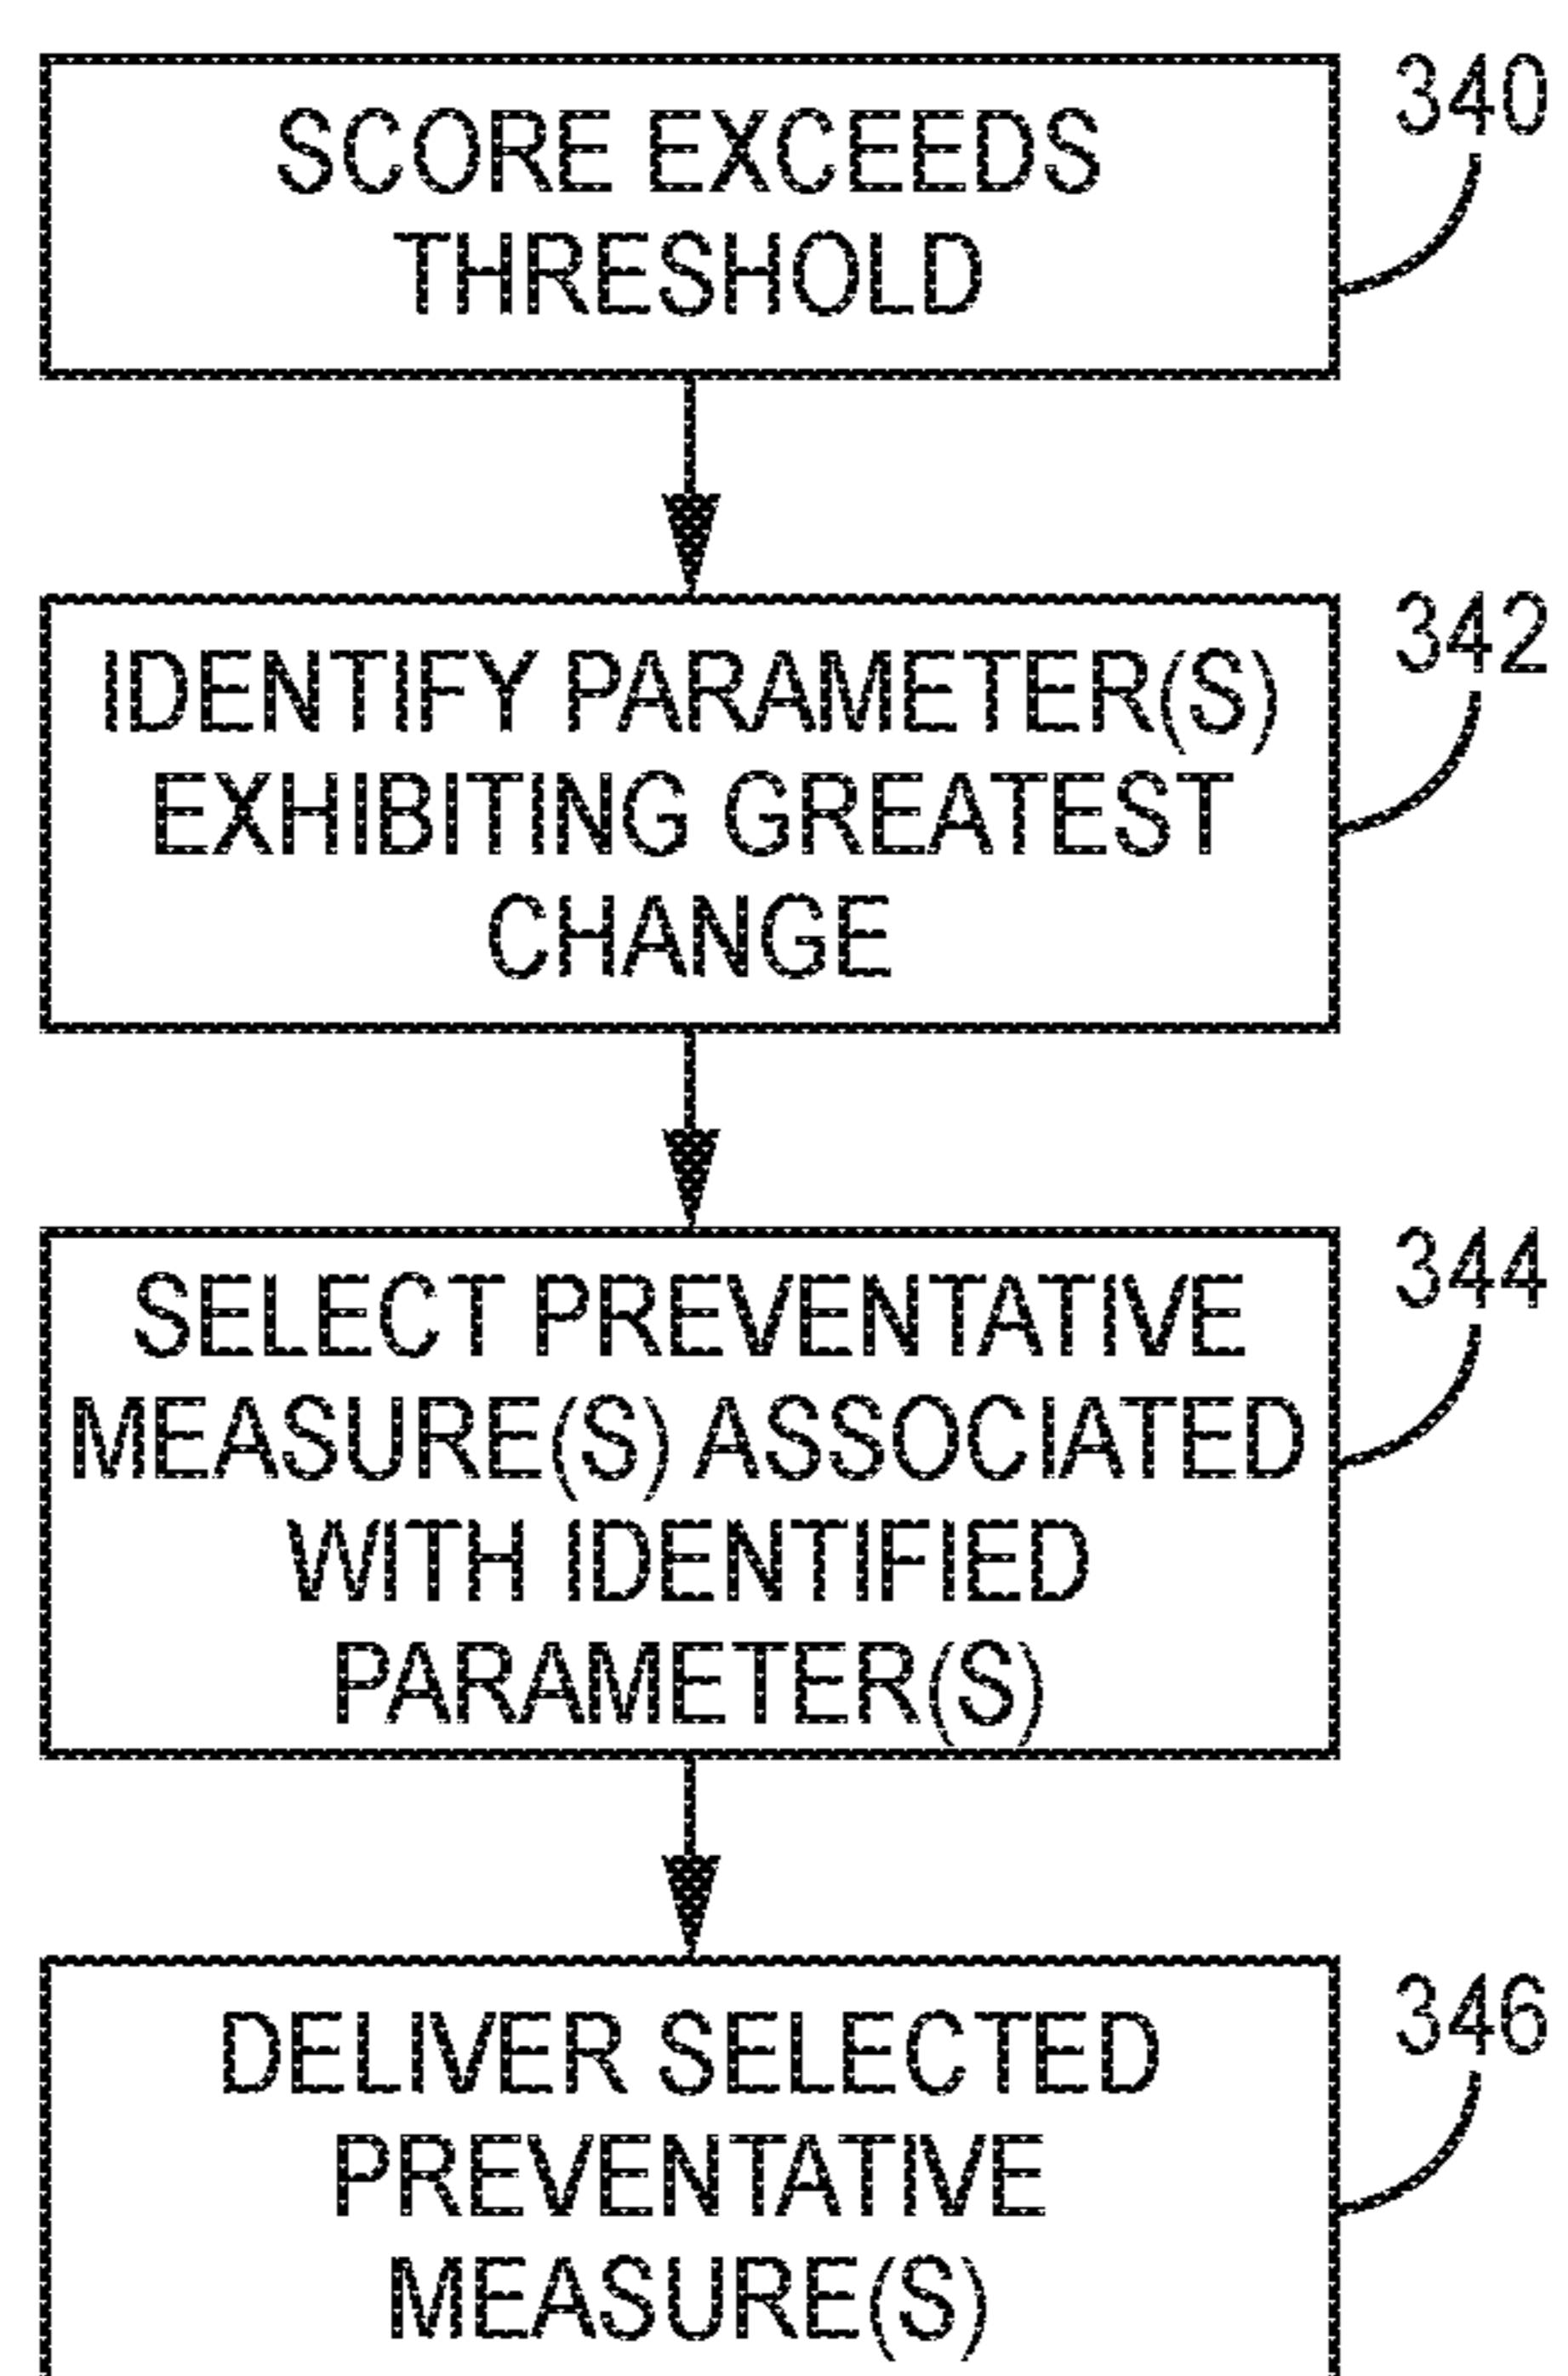 SCORE EXCEEDS
THRESHOLD
340
IDENTIFY PARAMETER(S)
EXHIBITING GREATEST
CHANGE
342
SELECT PREVENTATIVE
MEASURE(S) ASSOCIATED
WITH IDENTIFIED
PARAMETER(S)
344
DELIVER SELECTED
PREVENTATIVE
MEASURE(S)
346